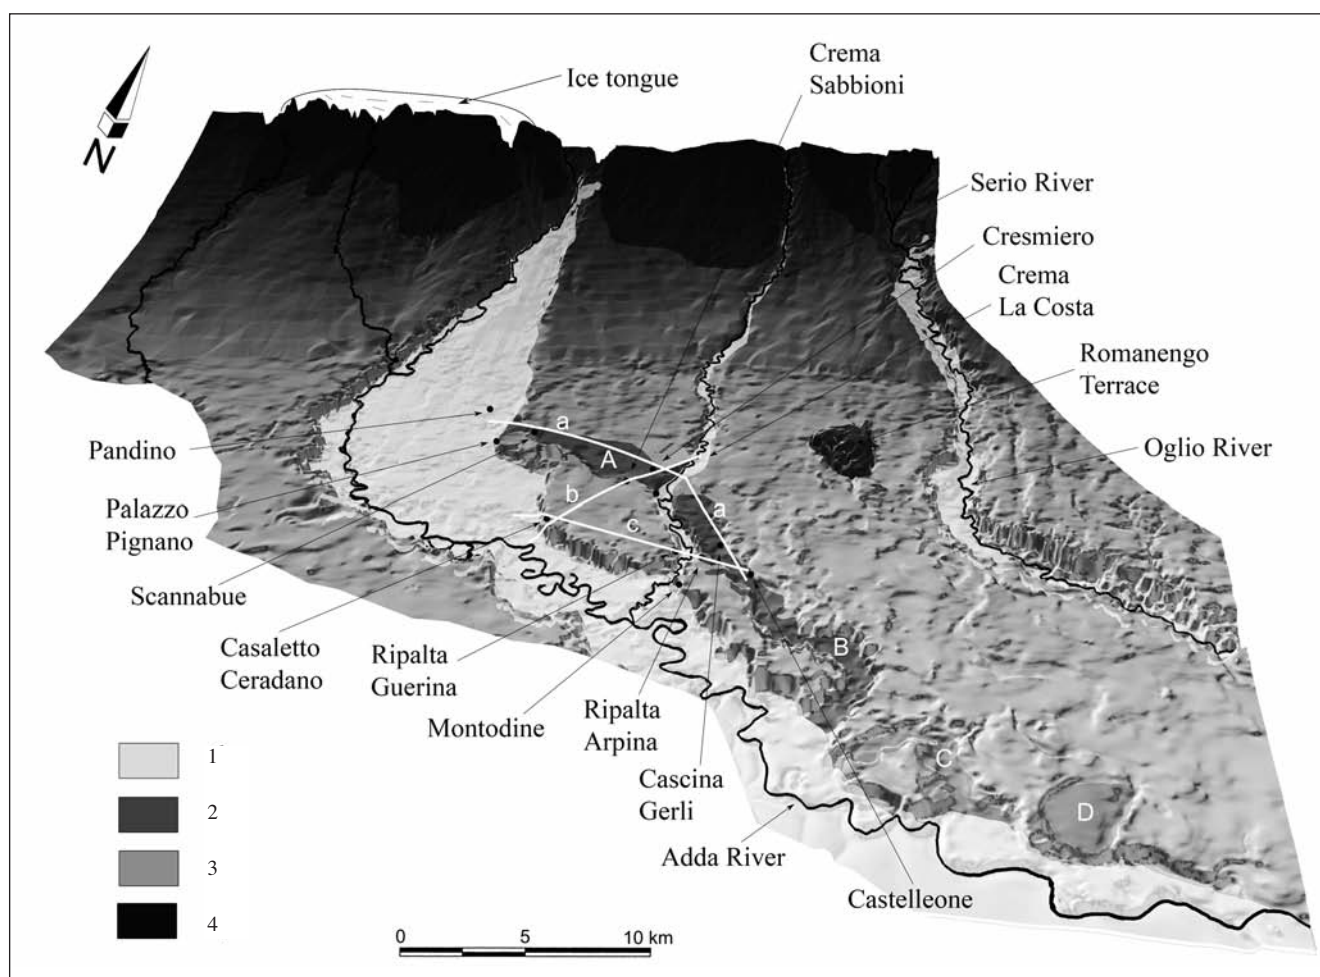 Crema
Sabbioni
Ice tongue
N
Serio River
Cresmiero
Crema
La Costa
Romanengo
Terrace
Oglio River
Pandino
a
A
Palazzo
Pignano
b
a
c
Scannabue
Casaletto
Ceradano
Ripalta
Guerina
B
Montodine
Ripalta
Arpina
Cascina
Gerli
C
D
Adda River
Castelleone
1
2
3
4
0 5 10 km